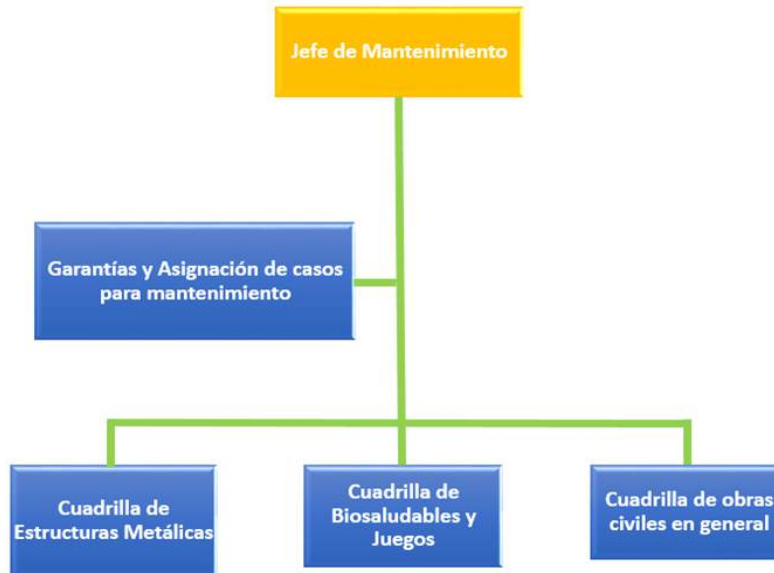 Jefe de Mantenimiento
Garantías y Asignación de casos
para mantenimiento
Cuadrilla de
Estructuras Metálicas
Cuadrilla de
Biosaludables y
Juegos
Cuadrilla de obras
civiles en general